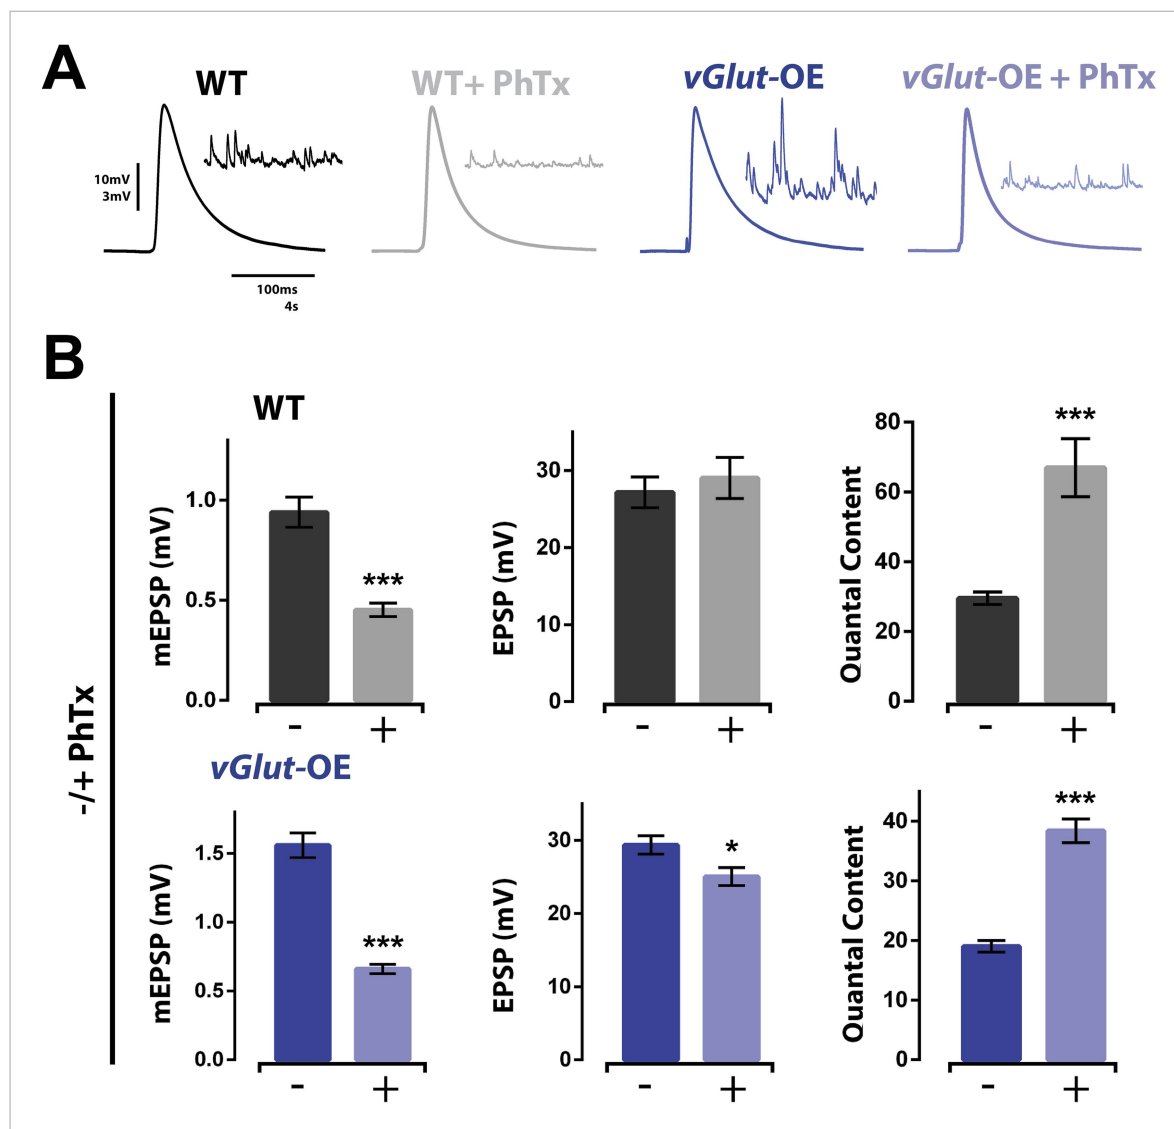 A
WT
WT+ PhTx
vGlut-OE
vGlut-OE + PhTx
10mV
3mV
100ms
4s
B
-/+ PhTx
WT
mEPSP (mV)
1.0
0.5
0.0
***
- +
EPSP (mV)
30
20
10
0
- +
Quantal Content
80
60
40
20
0
***
- +
vGlut-OE
mEPSP (mV)
1.5
1.0
0.5
0.0
***
- +
EPSP (mV)
30
20
10
0
*
- +
Quantal Content
40
30
20
10
0
***
- +